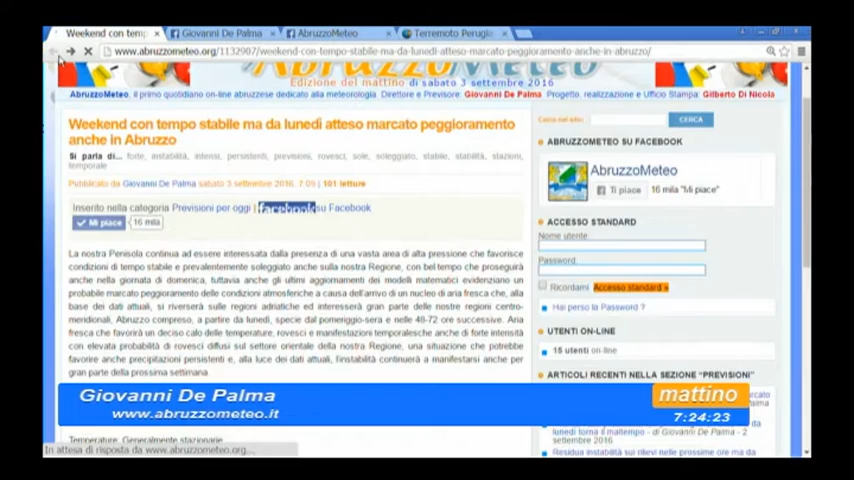 Weekend con temp
Giovanni De Palma
AbruzzoMeteo
Terremoto Perugia
www.abruzzometeo.org/1132907/weekend-con-tempo-stabile-ma-da-lunedi-atteso-marcato-peggioramento-anche-in-abruzzo/
AbruzzoMeteo
Edizione del mattino di sabato 3 settembre 2016
AbruzzoMeteo, il primo quotidiano on-line abruzzese dedicato alla meteorologia. Direttore e Previsore: Giovanni De Palma Progetto, realizzazione e Ufficio Stampa: Gilberto Di Nicola
Weekend con tempo stabile ma da lunedì atteso marcato peggioramento
anche in Abruzzo
Si parla di... forte, instabilità, intensi, persistenti, previsioni, rovesci, sole, soleggiato, stabile, stabilità, stazioni,
temporale
Pubblicato da Giovanni De Palma sabato 3 settembre 2016, 7:09 | 101 letture
Inserito nella categoria Previsioni per oggi | facebook su Facebook
Mi piace 16 mila
La nostra Penisola continua ad essere interessata dalla presenza di una vasta area di alta pressione che favorisce
condizioni di tempo stabile e prevalentemente soleggiato anche sulla nostra Regione, con bel tempo che proseguirà
anche nella giornata di domenica, tuttavia anche gli ultimi aggiornamenti dei modelli matematici evidenziano un
probabile marcato peggioramento delle condizioni atmosferiche a causa dell'arrivo di un nucleo di aria fresca che, alla
base dei dati attuali, si riverserà sulle regioni adriatiche ed interesserà gran parte delle nostre regioni centro-
meridionali, Abruzzo compreso, a partire da lunedì, specie dal pomeriggio-sera e nelle 48-72 ore successive. Aria
fresca che favorirà un deciso calo delle temperature, rovesci e manifestazioni temporalesche anche di forte intensità
con elevata probabilità di rovesci diffusi sul settore orientale della nostra Regione, una situazione che potrebbe
favorire anche precipitazioni persistenti e, alla luce dei dati attuali, l'instabilità continuerà a manifestarsi anche per
gran parte della prossima settimana.
Temperature: Generalmente stazionarie
In attesa di risposta da www.abruzzometeo.org...
Cerca nel sito: CERCA
ABRUZZOMETEO SU FACEBOOK
AbruzzoMeteo
Ti piace 16 mila "Mi piace"
ACCESSO STANDARD
Nome utente:
Password:
Ricordami Accesso standard »
Hai perso la Password ?
UTENTI ON-LINE
15 utenti on-line
ARTICOLI RECENTI NELLA SEZIONE "PREVISIONI"
lunedì torna il maltempo - di Giovanni De Palma - 2
settembre 2016
Residua instabilità sui rilievi nelle prossime ore ma da
Giovanni De Palma
www.abruzzometeo.it
mattino
7:24:23